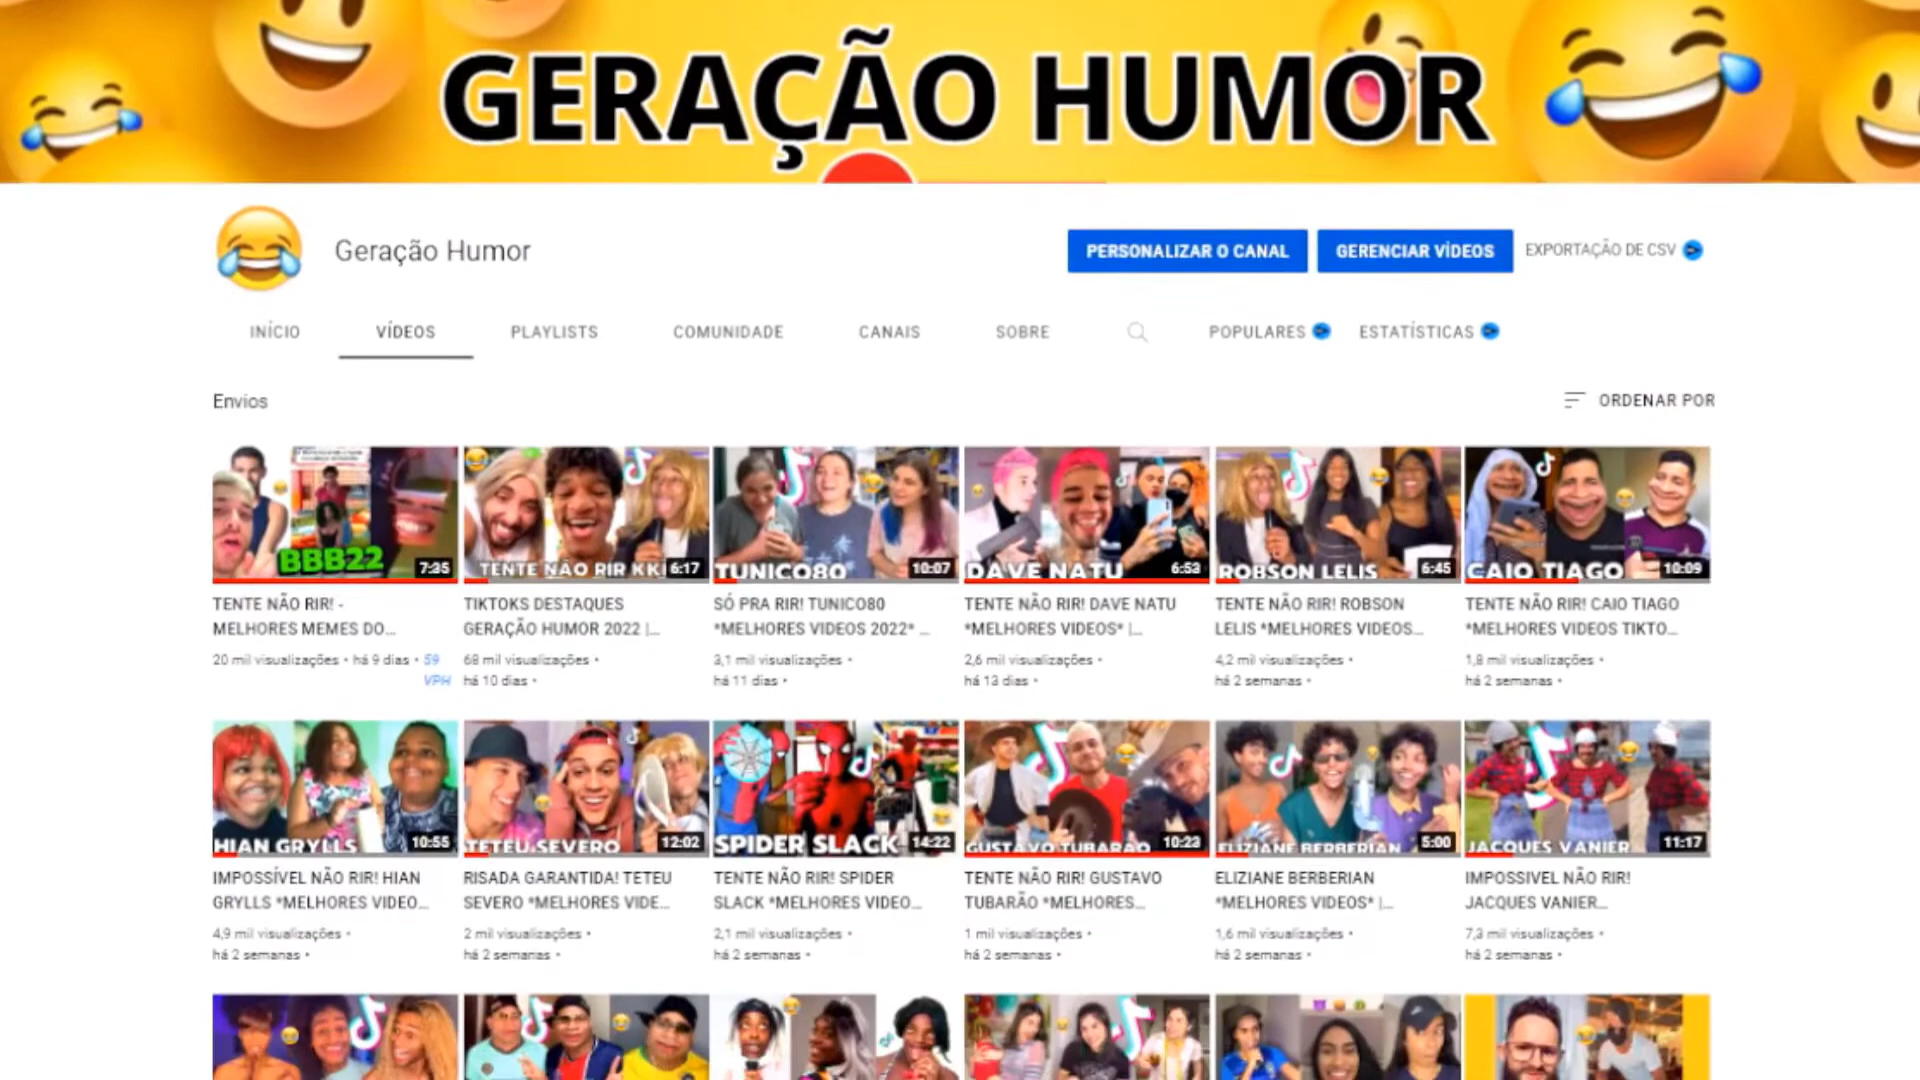 GERAÇÃO HUMOR
Geração Humor
PERSONALIZAR O CANAL
GERENCIAR VÍDEOS
EXPORTAÇÃO DE CSV
INÍCIO
VÍDEOS
PLAYLISTS
COMUNIDADE
CANAIS
SOBRE
POPULARES
ESTATÍSTICAS
Envios
ORDENAR POR
BBB22
7:35
TENTE NÃO RIR KK
6:17
TUNICO80
10:07
DAVE NATU
6:53
ROBSON LELIS
6:45
CAIO TIAGO
10:09
TENTE NÃO RIR! -
MELHORES MEMES DO...
20 mil visualizações • há 9 dias • 59
VPH
TIKTOKS DESTAQUES
GERAÇÃO HUMOR 2022 |...
68 mil visualizações •
há 10 dias •
SÓ PRA RIR! TUNICO80
*MELHORES VIDEOS 2022* ...
3,1 mil visualizações •
há 11 dias •
TENTE NÃO RIR! DAVE NATU
*MELHORES VIDEOS* |...
2,6 mil visualizações •
há 13 dias •
TENTE NÃO RIR! ROBSON
LELIS *MELHORES VIDEOS...
4,2 mil visualizações •
há 2 semanas •
TENTE NÃO RIR! CAIO TIAGO
*MELHORES VIDEOS TIKTO...
1,8 mil visualizações •
há 2 semanas •
HIAN GRYLLS
10:55
TETEU SEVERO
12:02
SPIDER SLACK
14:22
GUSTAVO TUBARÃO
10:23
ELIZIANE BERBERIAN
5:00
JACQUES VANIER
11:17
IMPOSSÍVEL NÃO RIR! HIAN
GRYLLS *MELHORES VIDEO...
4,9 mil visualizações •
há 2 semanas •
RISADA GARANTIDA! TETEU
SEVERO *MELHORES VIDE...
2 mil visualizações •
há 2 semanas •
TENTE NÃO RIR! SPIDER
SLACK *MELHORES VIDEO...
2,1 mil visualizações •
há 2 semanas •
TENTE NÃO RIR! GUSTAVO
TUBARÃO *MELHORES...
1 mil visualizações •
há 2 semanas •
ELIZIANE BERBERIAN
*MELHORES VIDEOS* |...
1,6 mil visualizações •
há 2 semanas •
IMPOSSIVEL NÃO RIR!
JACQUES VANIER...
7,3 mil visualizações •
há 2 semanas •